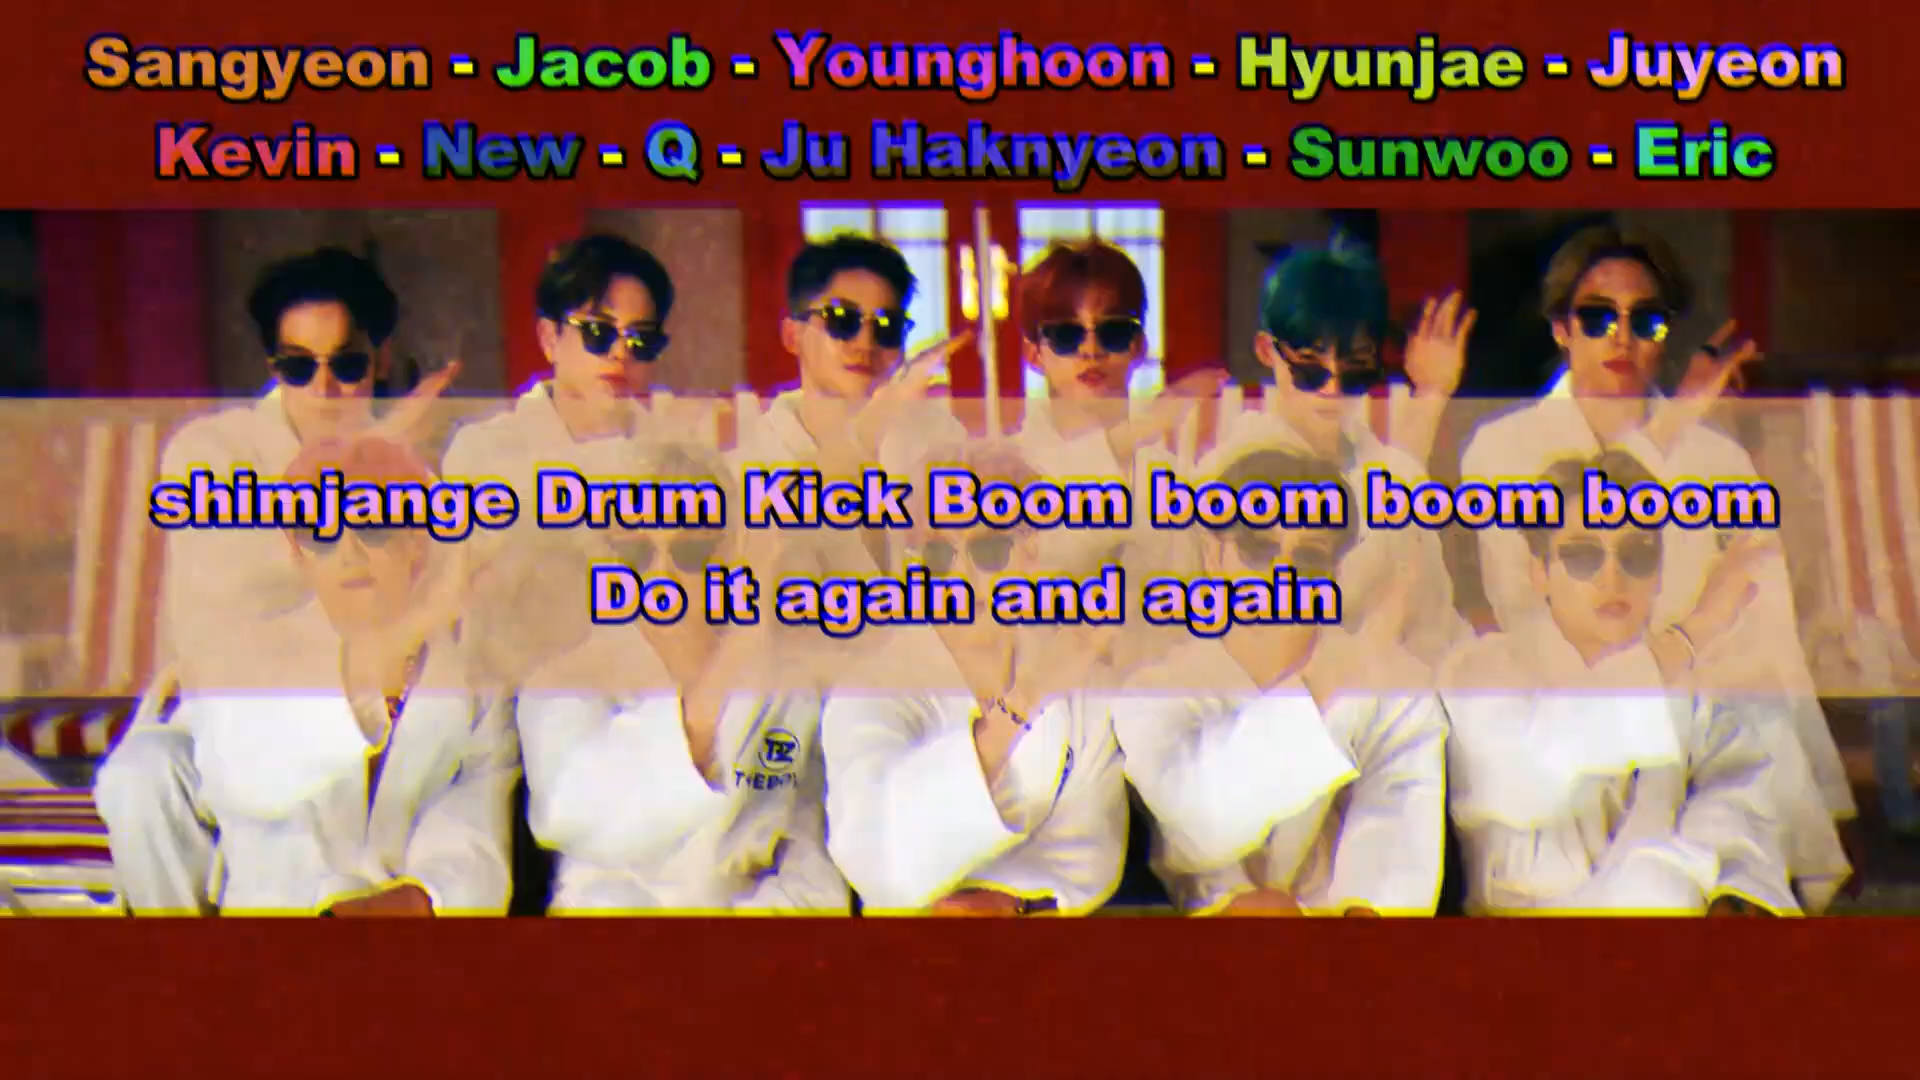 Sangyeon - Jacob - Younghoon - Hyunjae - Juyeon
Kevin - New - Q - Ju Haknyeon - Sunwoo - Eric
shimjange Drum Kick Boom boom boom boom
Do it again and again
TBZ